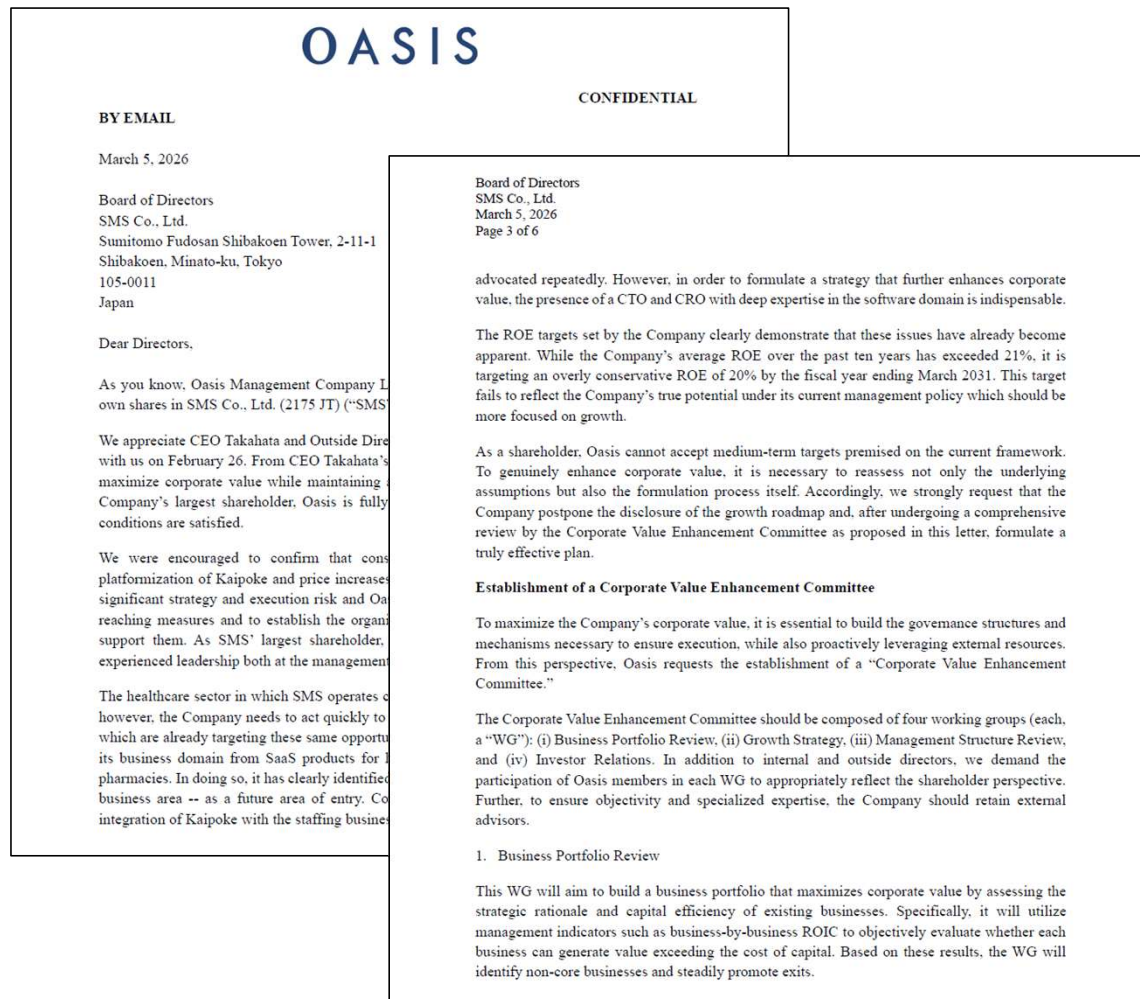 OASIS
CONFIDENTIAL
BY EMAIL
March 5, 2026
Board of Directors
SMS Co., Ltd.
Sumitomo Fudosan Shibakoen Tower, 2-11-1
Shibakoen, Minato-ku, Tokyo
105-0011
Japan
Dear Directors,
As you know, Oasis Management Company L
own shares in SMS Co., Ltd. (2175 JT) (“SMS”
We appreciate CEO Takahata and Outside Dire
with us on February 26. From CEO Takahata’s
maximize corporate value while maintaining
Company’s largest shareholder, Oasis is fully
conditions are satisfied.
We were encouraged to confirm that cons
platformization of Kaipoke and price increases
significant strategy and execution risk and Oa
reaching measures and to establish the organi
support them. As SMS’ largest shareholder,
experienced leadership both at the management
The healthcare sector in which SMS operates c
however, the Company needs to act quickly to
which are already targeting these same opportu
its business domain from SaaS products for
pharmacies. In doing so, it has clearly identified
business area -- as a future area of entry. Co
integration of Kaipoke with the staffing busines
Board of Directors
SMS Co., Ltd.
March 5, 2026
Page 3 of 6
advocated repeatedly. However, in order to formulate a strategy that further enhances corporate
value, the presence of a CTO and CRO with deep expertise in the software domain is indispensable.
The ROE targets set by the Company clearly demonstrate that these issues have already become
apparent. While the Company’s average ROE over the past ten years has exceeded 21%, it is
targeting an overly conservative ROE of 20% by the fiscal year ending March 2031. This target
fails to reflect the Company’s true potential under its current management policy which should be
more focused on growth.
As a shareholder, Oasis cannot accept medium-term targets premised on the current framework.
To genuinely enhance corporate value, it is necessary to reassess not only the underlying
assumptions but also the formulation process itself. Accordingly, we strongly request that the
Company postpone the disclosure of the growth roadmap and, after undergoing a comprehensive
review by the Corporate Value Enhancement Committee as proposed in this letter, formulate a
truly effective plan.
Establishment of a Corporate Value Enhancement Committee
To maximize the Company’s corporate value, it is essential to build the governance structures and
mechanisms necessary to ensure execution, while also proactively leveraging external resources.
From this perspective, Oasis requests the establishment of a “Corporate Value Enhancement
Committee.”
The Corporate Value Enhancement Committee should be composed of four working groups (each,
a “WG”): (i) Business Portfolio Review, (ii) Growth Strategy, (iii) Management Structure Review,
and (iv) Investor Relations. In addition to internal and outside directors, we demand the
participation of Oasis members in each WG to appropriately reflect the shareholder perspective.
Further, to ensure objectivity and specialized expertise, the Company should retain external
advisors.
1. Business Portfolio Review
This WG will aim to build a business portfolio that maximizes corporate value by assessing the
strategic rationale and capital efficiency of existing businesses. Specifically, it will utilize
management indicators such as business-by-business ROIC to objectively evaluate whether each
business can generate value exceeding the cost of capital. Based on these results, the WG will
identify non-core businesses and steadily promote exits.